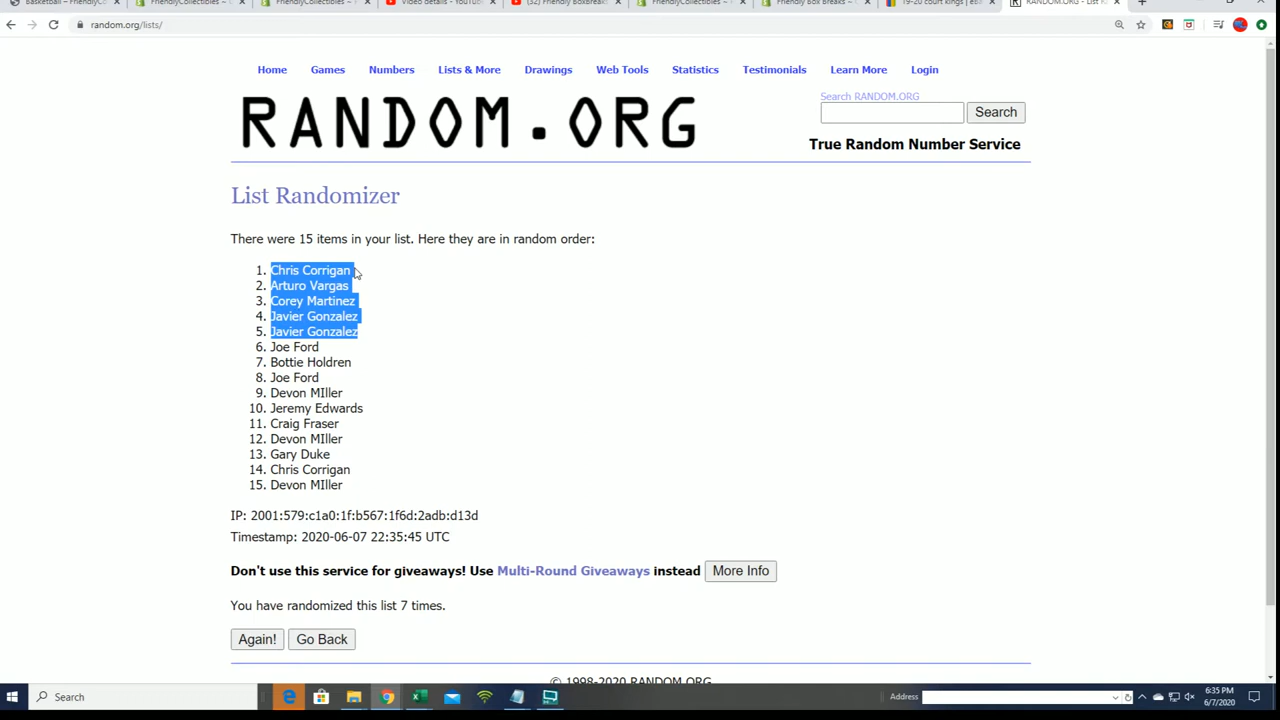 Basketball – FriendlyC
FriendlyCollectibles ~ C
FriendlyCollectibles ~
Video details - YouTube
(32) Friendly BoxBreaks
FriendlyCollectibles ~
Friendly Box Breaks ~
19-20 court kings | eBa
RANDOM.ORG - List R
random.org/lists/
Home Games Numbers Lists & More Drawings Web Tools Statistics Testimonials Learn More Login
RANDOM.ORG
Search RANDOM.ORG
Search
True Random Number Service
List Randomizer
There were 15 items in your list. Here they are in random order:
1. Chris Corrigan
2. Arturo Vargas
3. Corey Martinez
4. Javier Gonzalez
5. Javier Gonzalez
6. Joe Ford
7. Bottie Holdren
8. Joe Ford
9. Devon MIller
10. Jeremy Edwards
11. Craig Fraser
12. Devon MIller
13. Gary Duke
14. Chris Corrigan
15. Devon MIller
IP: 2001:579:c1a0:1f:b567:1f6d:2adb:d13d
Timestamp: 2020-06-07 22:35:45 UTC
Don't use this service for giveaways! Use Multi-Round Giveaways instead More Info
You have randomized this list 7 times.
Again! Go Back
© 1998-2020 RANDOM.ORG
Search
Address
6:35 PM
6/7/2020